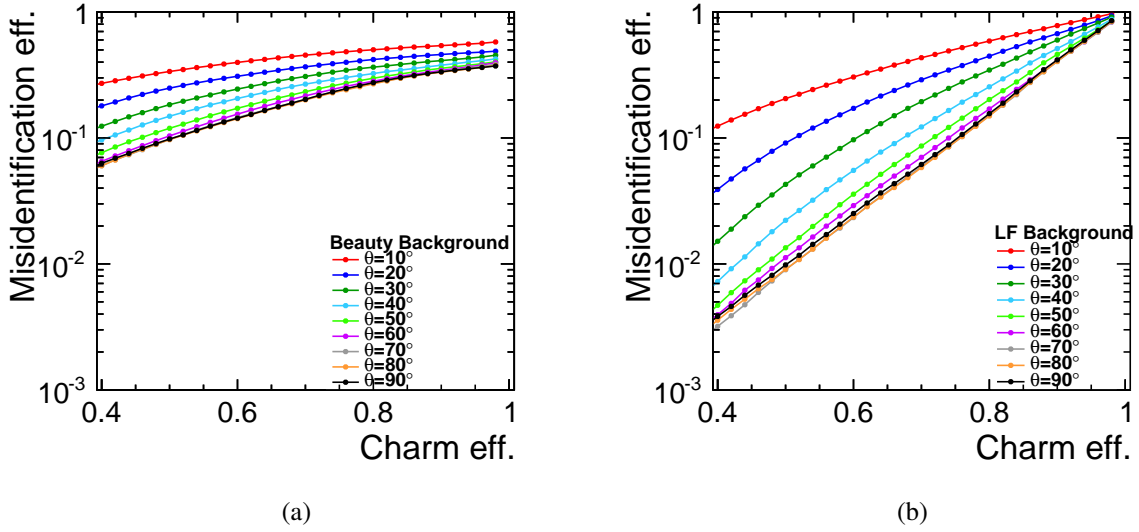 Misidentification eff.
1
10⁻¹
10⁻²
10⁻³
Beauty Background
θ=10°
θ=20°
θ=30°
θ=40°
θ=50°
θ=60°
θ=70°
θ=80°
θ=90°
0.4 0.6 0.8 1
Charm eff.
(a)
Misidentification eff.
1
10⁻¹
10⁻²
10⁻³
LF Background
θ=10°
θ=20°
θ=30°
θ=40°
θ=50°
θ=60°
θ=70°
θ=80°
θ=90°
0.4 0.6 0.8 1
Charm eff.
(b)